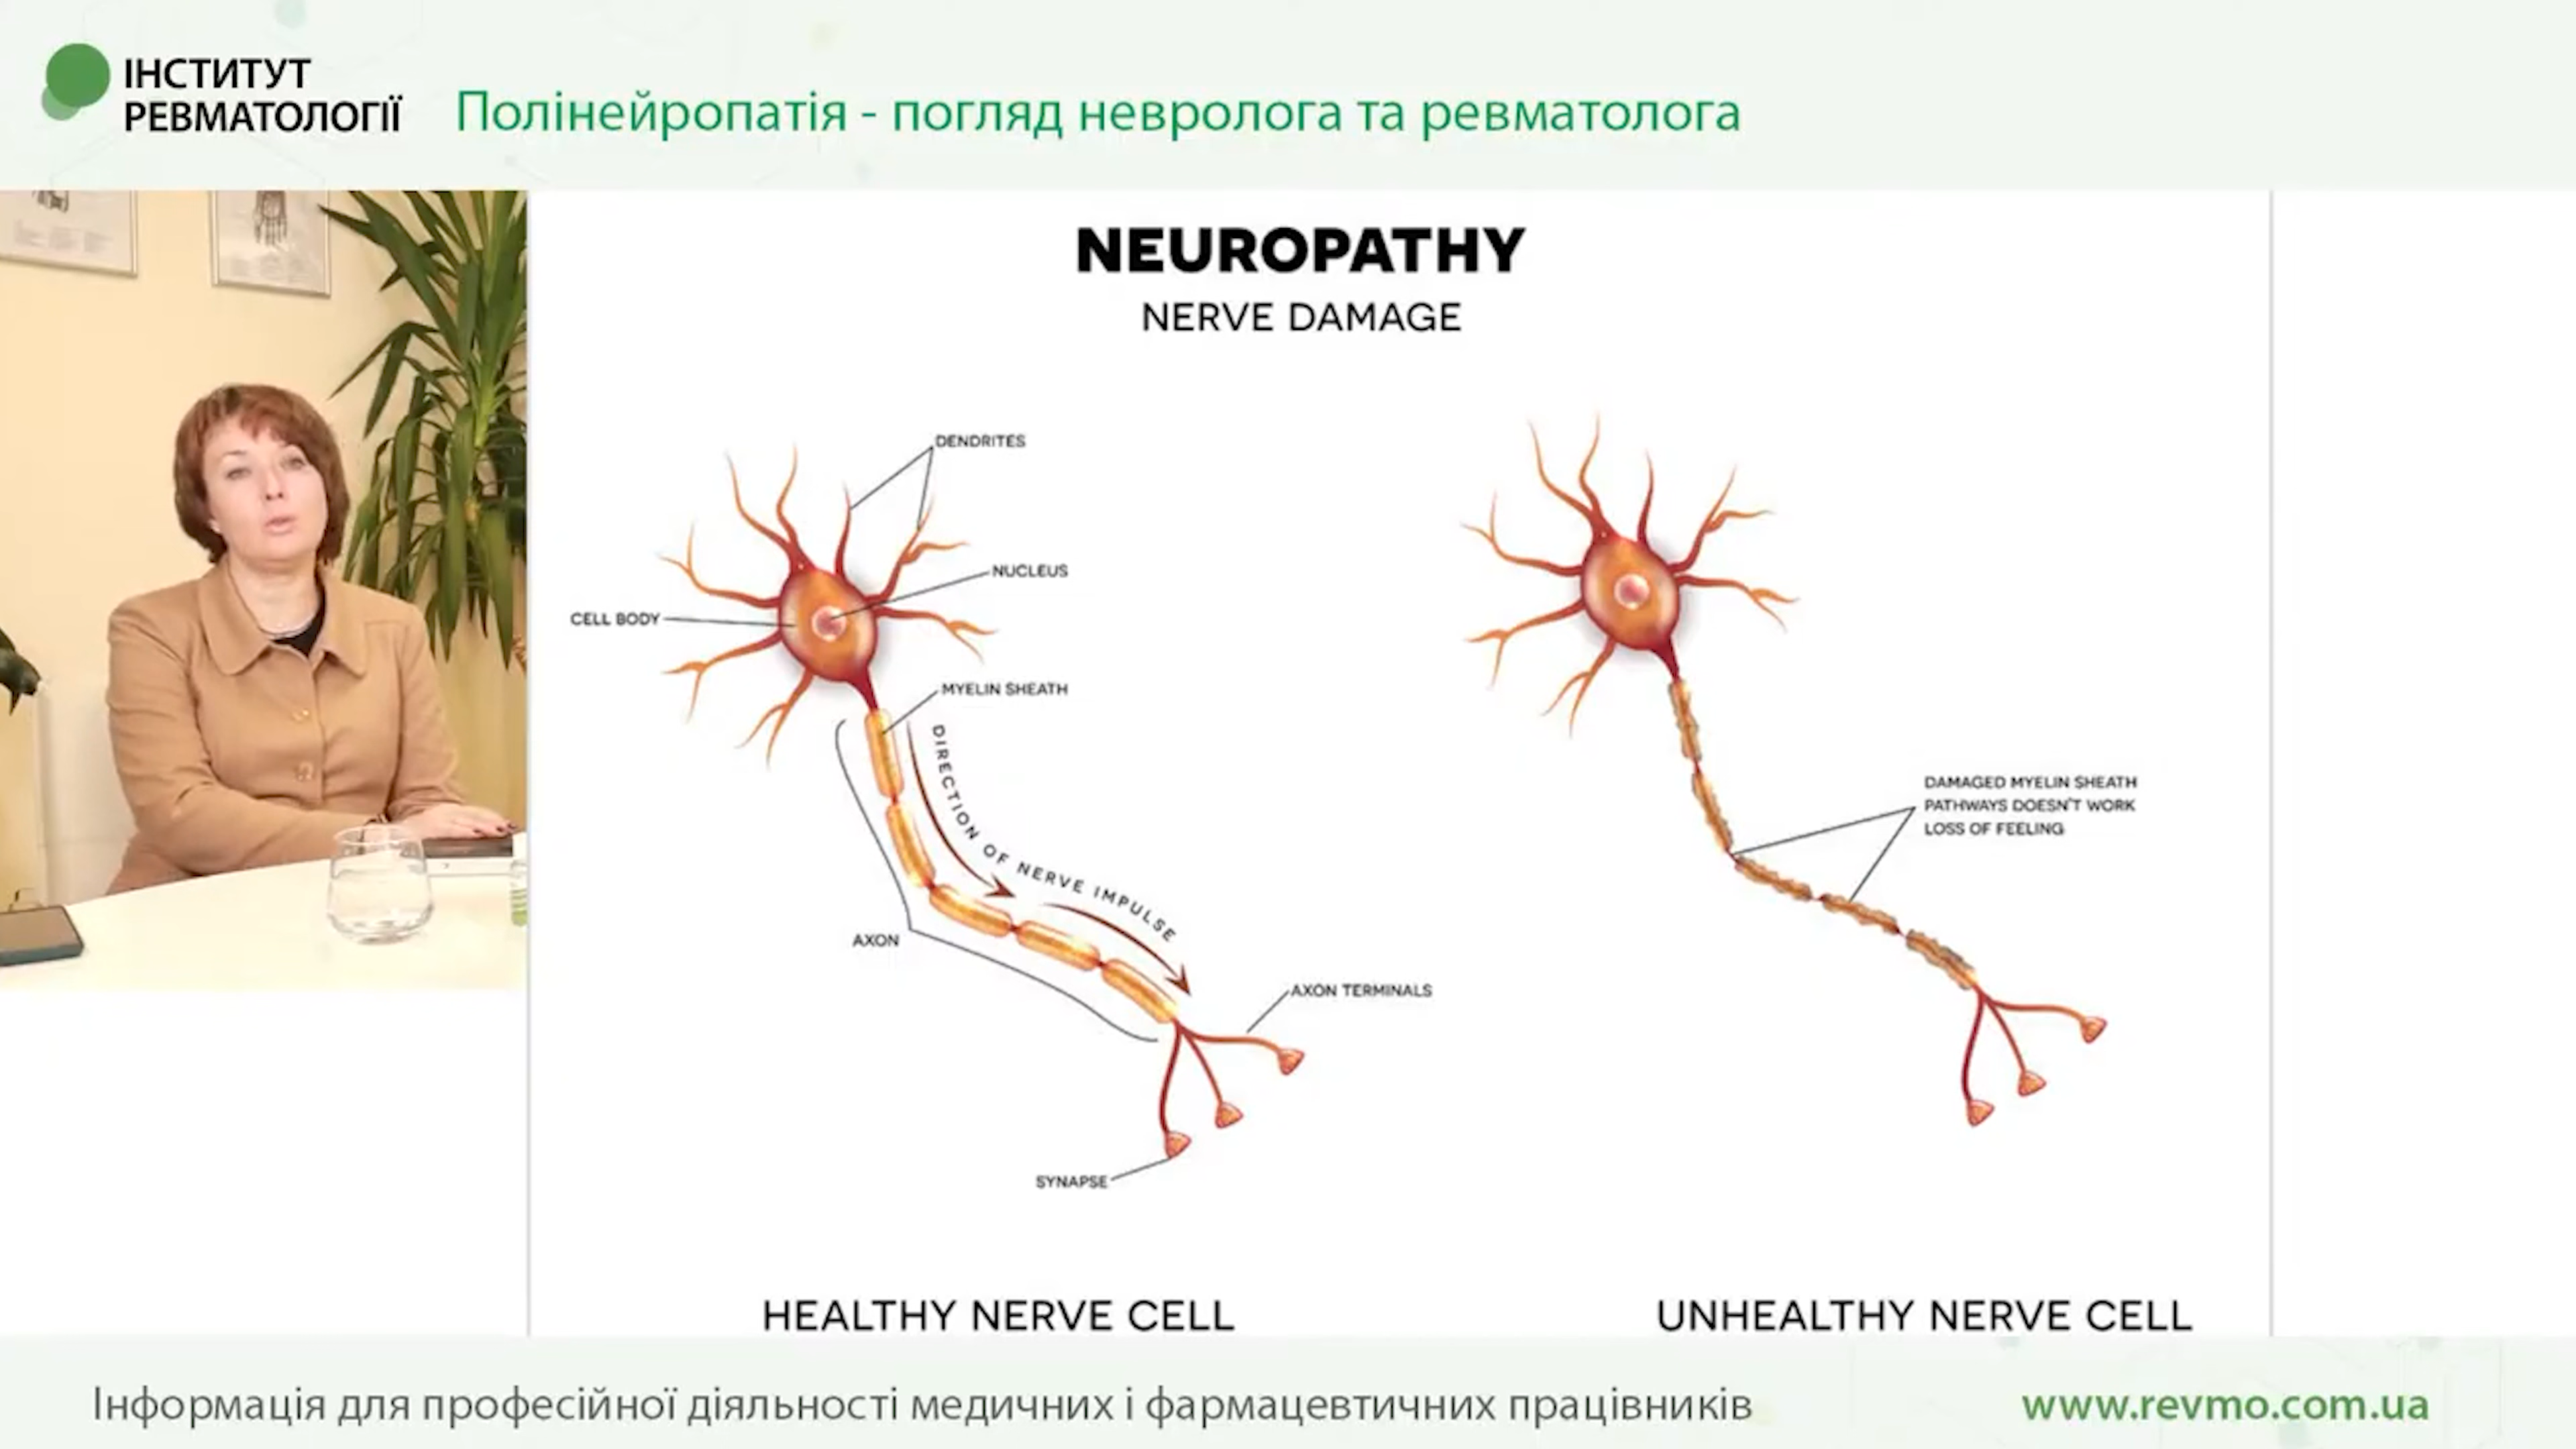 ІНСТИТУТ
РЕВМАТОЛОГІЇ
Полінейропатія - погляд невролога та ревматолога
NEUROPATHY
NERVE DAMAGE
DENDRITES
NUCLEUS
CELL BODY
MYELIN SHEATH
DIRECTION OF NERVE IMPULSE
AXON
AXON TERMINALS
SYNAPSE
DAMAGED MYELIN SHEATH
PATHWAYS DOESN'T WORK
LOSS OF FEELING
HEALTHY NERVE CELL
UNHEALTHY NERVE CELL
Інформація для професійної діяльності медичних і фармацевтичних працівників
www.revmo.com.ua